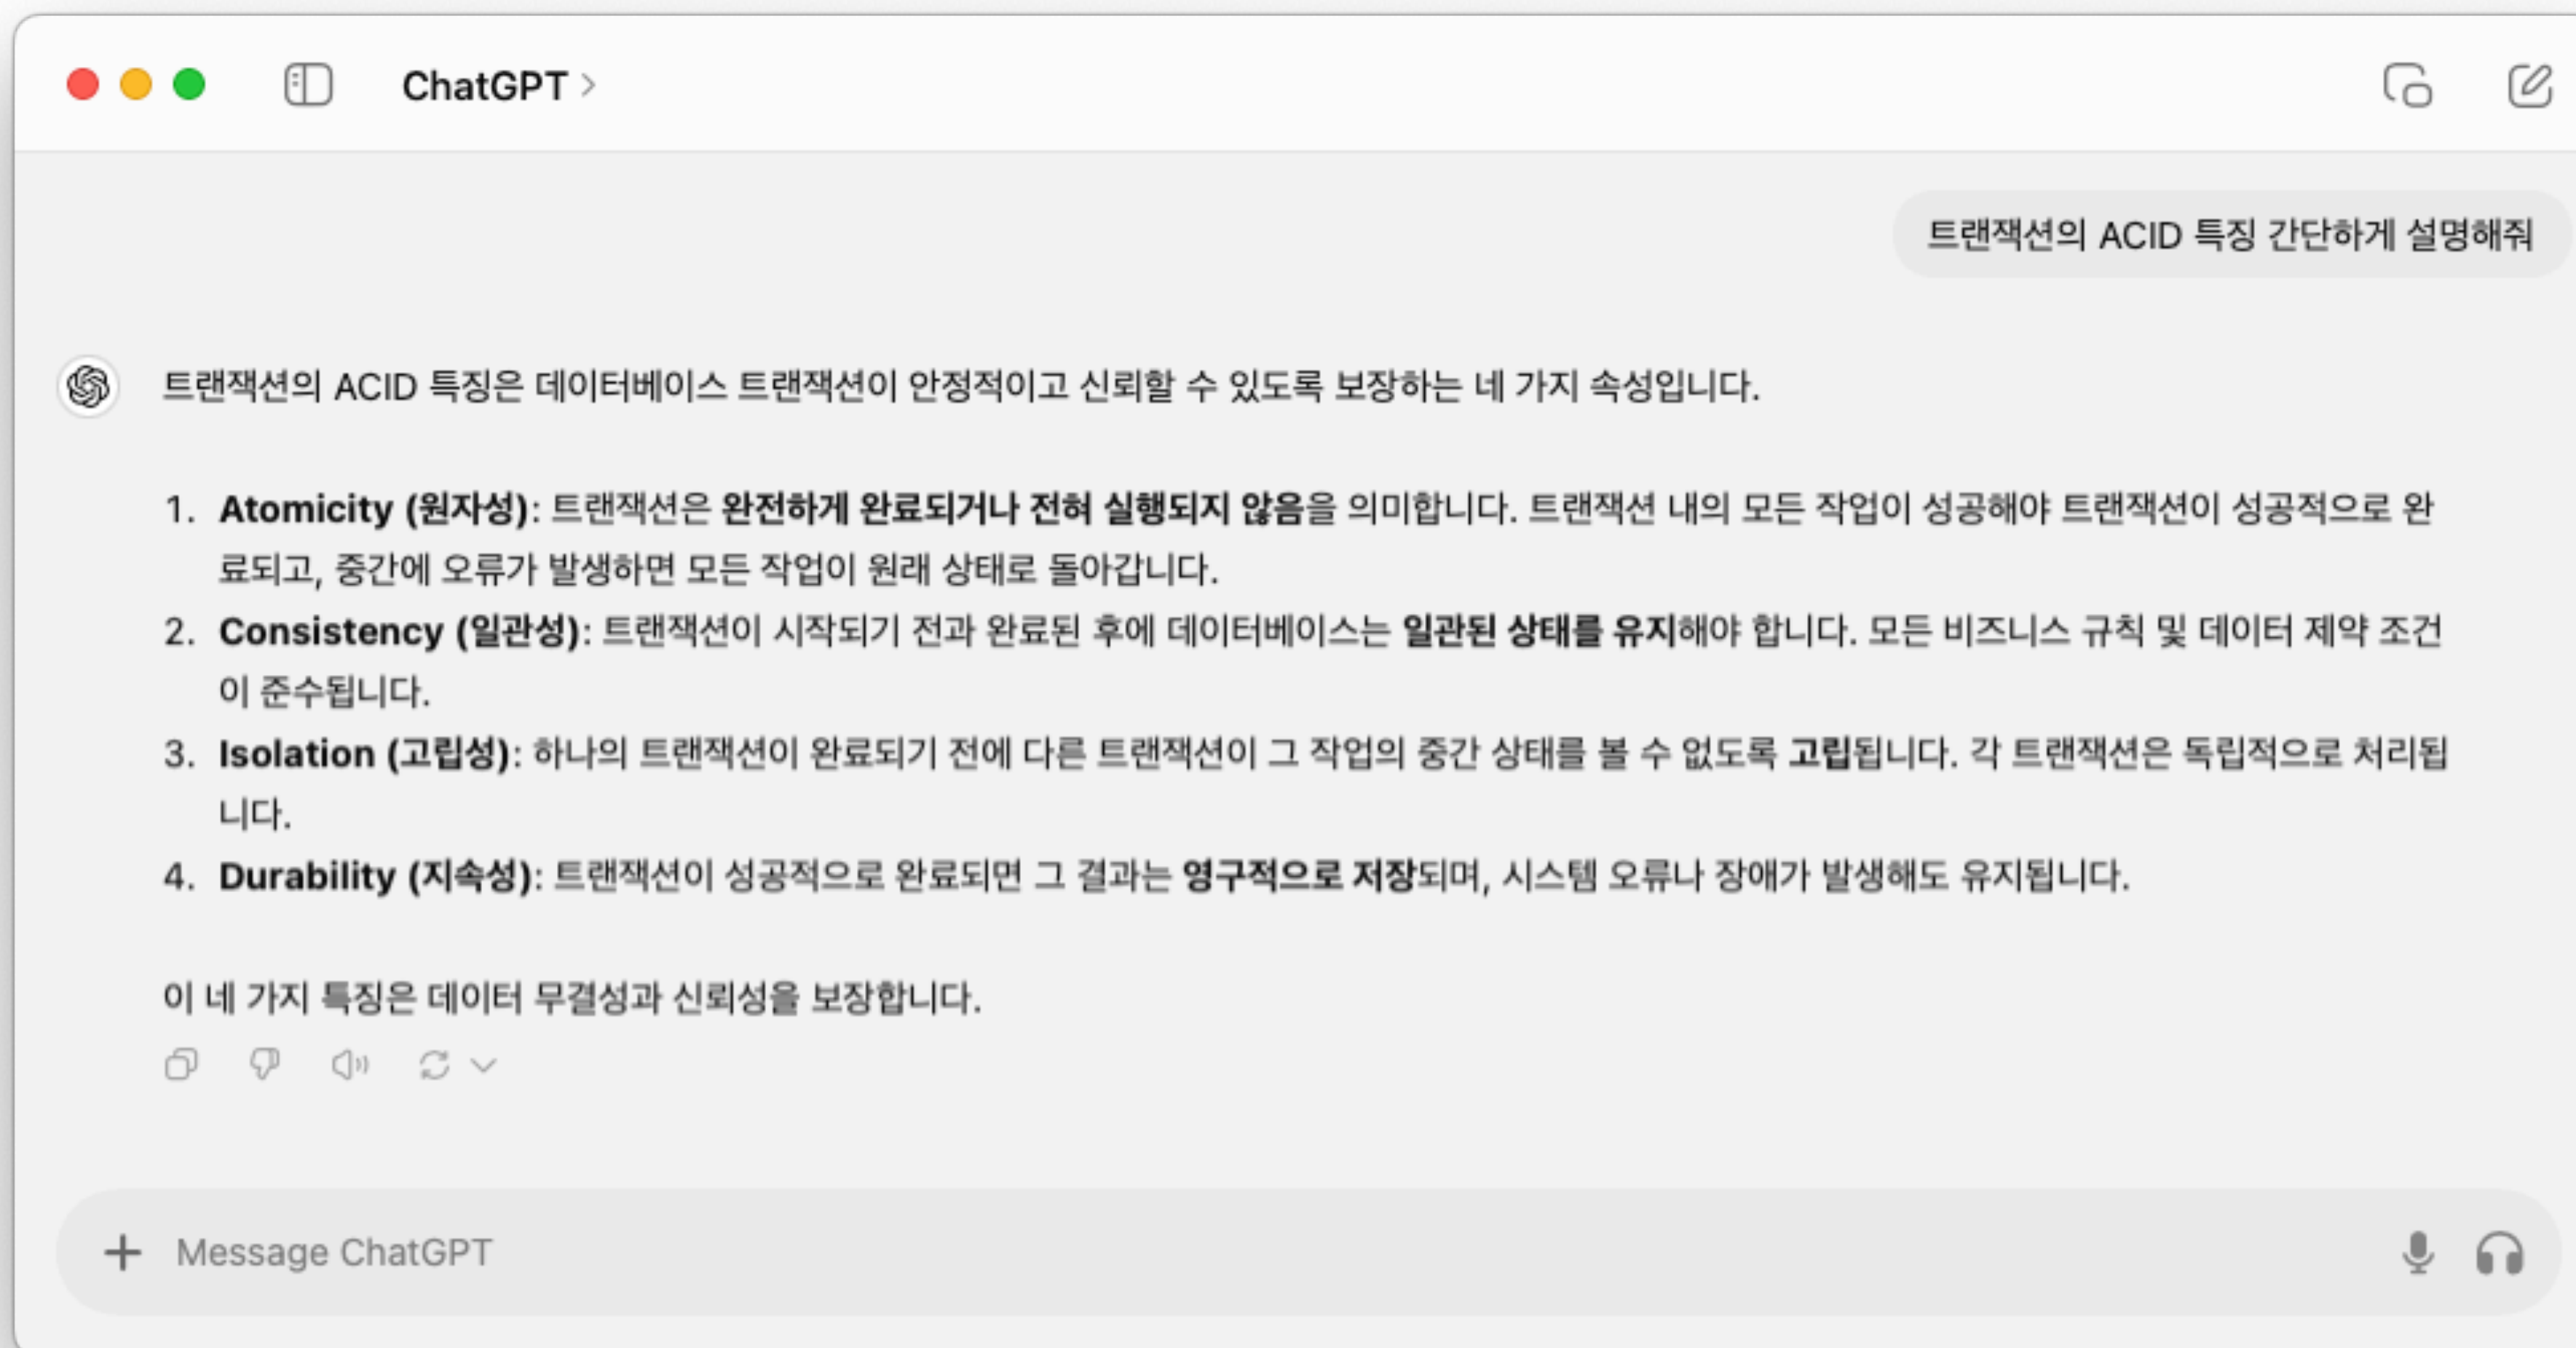 ChatGPT
트랜잭션의 ACID 특징 간단하게 설명해줘
트랜잭션의 ACID 특징은 데이터베이스 트랜잭션이 안정적이고 신뢰할 수 있도록 보장하는 네 가지 속성입니다.
1. Atomicity (원자성): 트랜잭션은 완전하게 완료되거나 전혀 실행되지 않음을 의미합니다. 트랜잭션 내의 모든 작업이 성공해야 트랜잭션이 성공적으로 완
료되고, 중간에 오류가 발생하면 모든 작업이 원래 상태로 돌아갑니다.
2. Consistency (일관성): 트랜잭션이 시작되기 전과 완료된 후에 데이터베이스는 일관된 상태를 유지해야 합니다. 모든 비즈니스 규칙 및 데이터 제약 조건
이 준수됩니다.
3. Isolation (고립성): 하나의 트랜잭션이 완료되기 전에 다른 트랜잭션이 그 작업의 중간 상태를 볼 수 없도록 고립됩니다. 각 트랜잭션은 독립적으로 처리됩
니다.
4. Durability (지속성): 트랜잭션이 성공적으로 완료되면 그 결과는 영구적으로 저장되며, 시스템 오류나 장애가 발생해도 유지됩니다.
이 네 가지 특징은 데이터 무결성과 신뢰성을 보장합니다.
Message ChatGPT